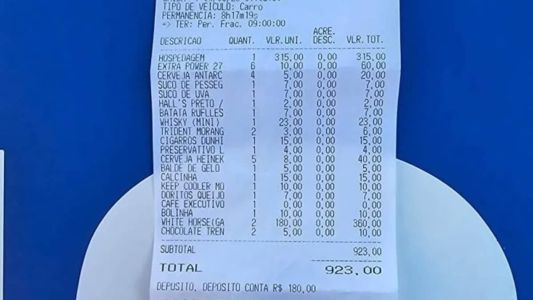 TIPO DE VEICULO: Carro
PERMANENCIA: 8h17m19s
=> TER: Per. Frac. 09:00:00
DESCRICAO QUANT. VLR.UNI. ACRE. DESC. VLR.TOT.
HOSPEDAGEM 1 315,00 0,00 315,00
EXTRA POWER 27 6 10,00 0,00 60,00
CERVEJA ANTARC 4 5,00 0,00 20,00
SUCO DE PESSEG 1 7,00 0,00 7,00
SUCO DE UVA 1 7,00 0,00 7,00
HALL'S PRETO / 1 2,00 0,00 2,00
BATATA RUFLLES 1 7,00 0,00 7,00
WHISKY (MINI) 1 23,00 0,00 23,00
TRIDENT MORANG 2 3,00 0,00 6,00
CIGARROS DUNHI 1 15,00 0,00 15,00
PRESERVATIVO L 1 4,00 0,00 4,00
CERVEJA HEINEK 5 8,00 0,00 40,00
BALDE DE GELO 1 5,00 0,00 5,00
CALCINHA 1 15,00 0,00 15,00
KEEP COOLER MO 1 10,00 0,00 10,00
DORITOS QUEIJO 1 7,00 0,00 7,00
CAFE EXECUTIVO 1 0,00 0,00 0,00
BOLINHA 1 10,00 0,00 10,00
WHITE HORSE(GA 2 180,00 0,00 360,00
CHOCOLATE TREN 2 5,00 0,00 10,00
SUBTOTAL 923,00
TOTAL 923,00
DEPOSITO, DEPOSITO CONTA R$ 180,00